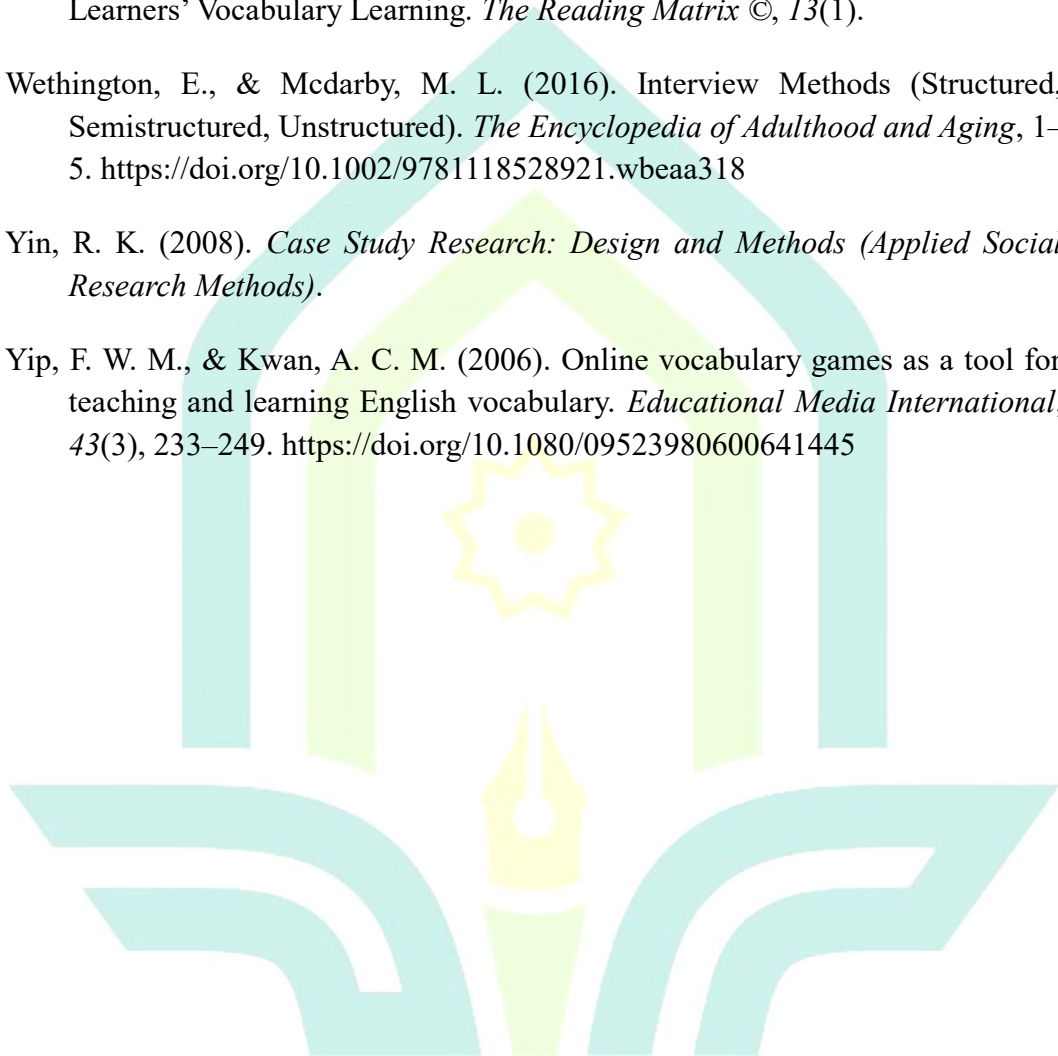 Learners’ Vocabulary Learning. The Reading Matrix ©, 13(1).
Wethington, E., & Mcdarby, M. L. (2016). Interview Methods (Structured,
Semistructured, Unstructured). The Encyclopedia of Adulthood and Aging, 1–
5. https://doi.org/10.1002/9781118528921.wbeaa318
Yin, R. K. (2008). Case Study Research: Design and Methods (Applied Social
Research Methods).
Yip, F. W. M., & Kwan, A. C. M. (2006). Online vocabulary games as a tool for
teaching and learning English vocabulary. Educational Media International,
43(3), 233–249. https://doi.org/10.1080/09523980600641445